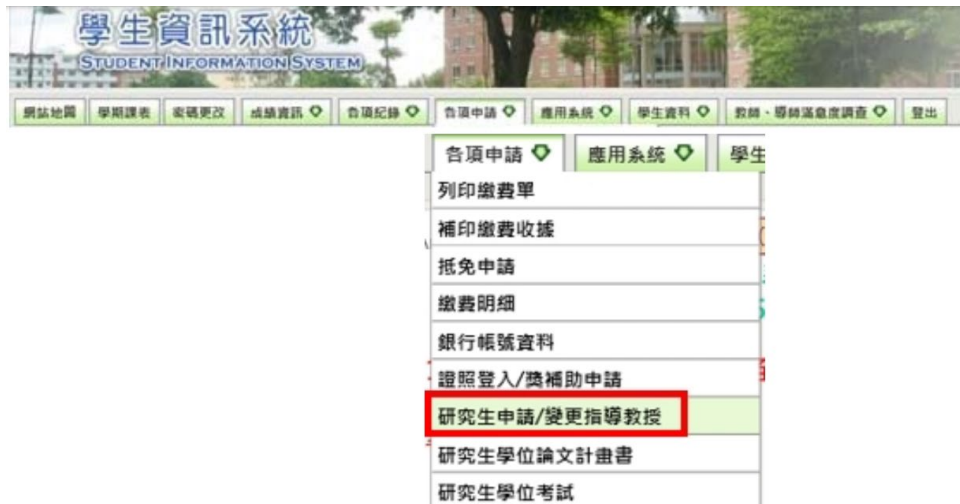 學生資訊系統
STUDENT INFORMATION SYSTEM
網站地圖 學期課表 密碼更改 成績資訊 各項紀錄 各項申請 應用系統 學生資料 教師、導師滿意度調查 登出
各項申請 應用系統 學生
列印繳費單
補印繳費收據
抵免申請
繳費明細
銀行帳號資料
證照登入/獎補助申請
研究生申請/變更指導教授
研究生學位論文計畫書
研究生學位考試